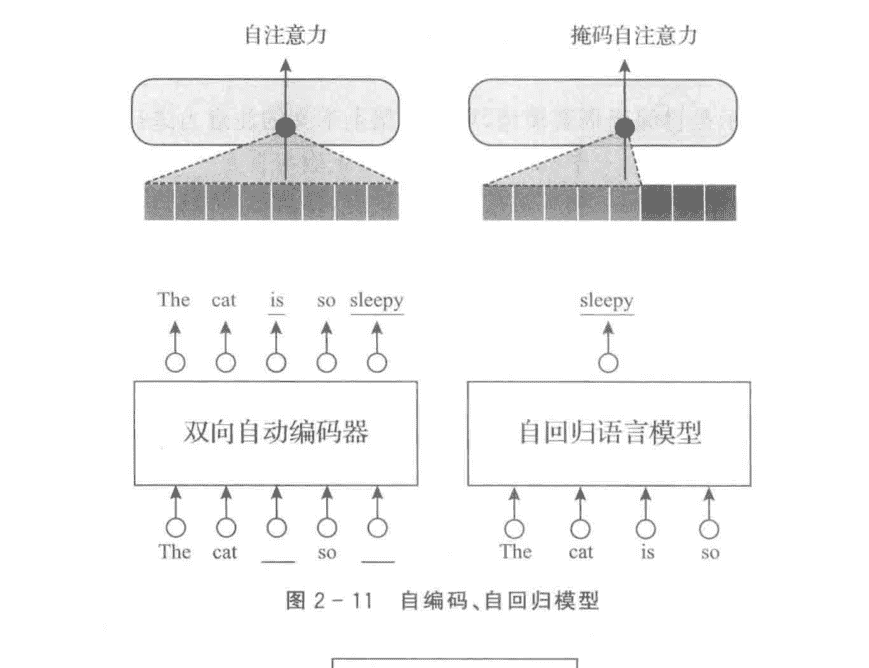 自注意力 掩码自注意力
The cat is so sleepy sleepy
双向自动编码器 自回归语言模型
The cat so The cat is so
图 2-11 自编码、自回归模型